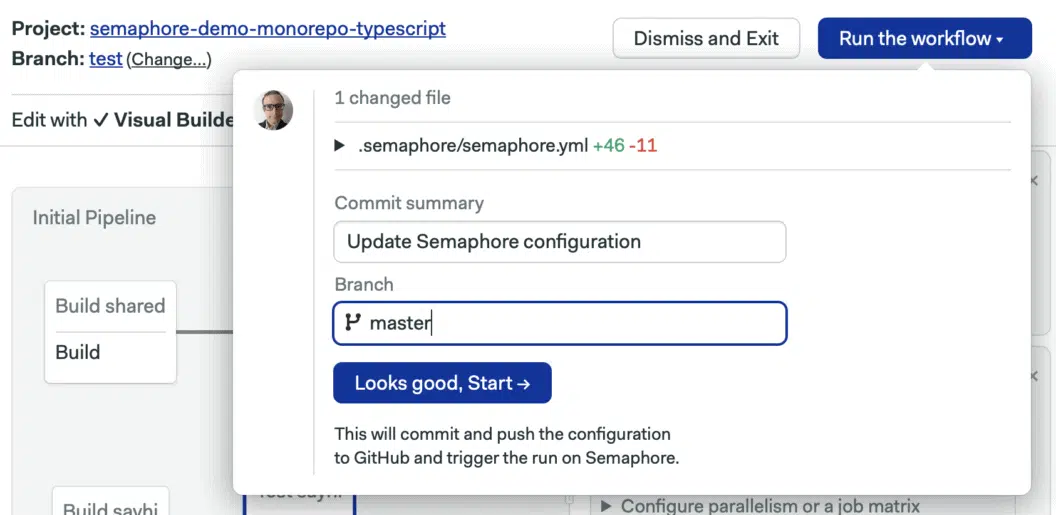 Project: semaphore-demo-monorepo-typescript
Branch: test (Change...)
Dismiss and Exit
Run the workflow
Edit with ✓ Visual Builde
1 changed file
.semaphore/semaphore.yml +46 -11
Commit summary
Update Semaphore configuration
Branch
master
Looks good, Start →
This will commit and push the configuration
to GitHub and trigger the run on Semaphore.
Initial Pipeline
Build shared
Build
Build sayhi
Test sayhi
Configure parallelism or a job matrix